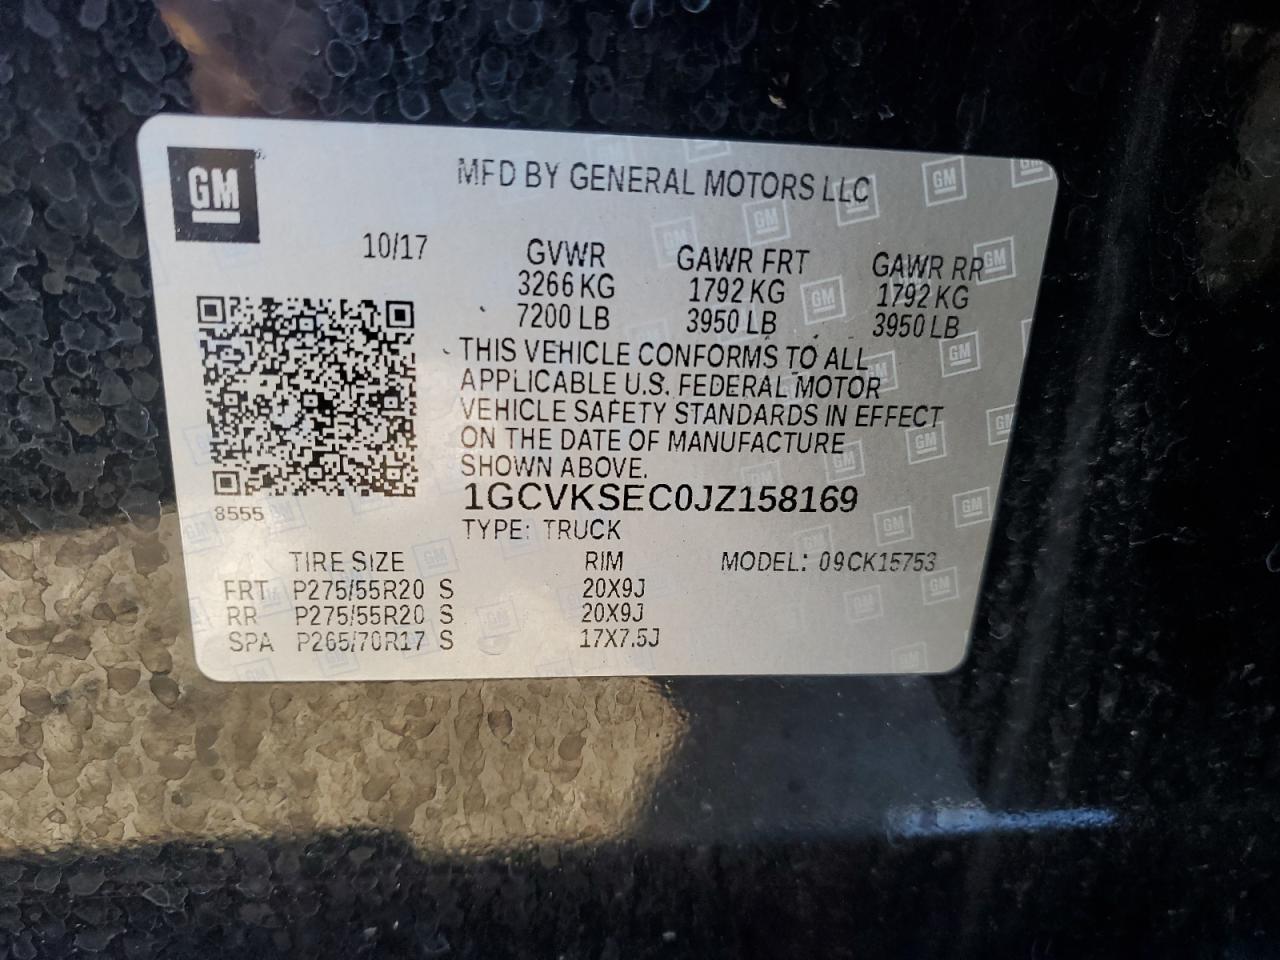 GM
MFD BY GENERAL MOTORS LLC
10/17 GVWR GAWR FRT GAWR RR
3266 KG 1792 KG 1792 KG
7200 LB 3950 LB 3950 LB
THIS VEHICLE CONFORMS TO ALL
APPLICABLE U.S. FEDERAL MOTOR
VEHICLE SAFETY STANDARDS IN EFFECT
ON THE DATE OF MANUFACTURE
SHOWN ABOVE.
1GCVKSEC0JZ158169
8555
TYPE: TRUCK
TIRE SIZE RIM MODEL: 09CK15753
FRT P275/55R20 S 20X9J
RR P275/55R20 S 20X9J
SPA P265/70R17 S 17X7.5J